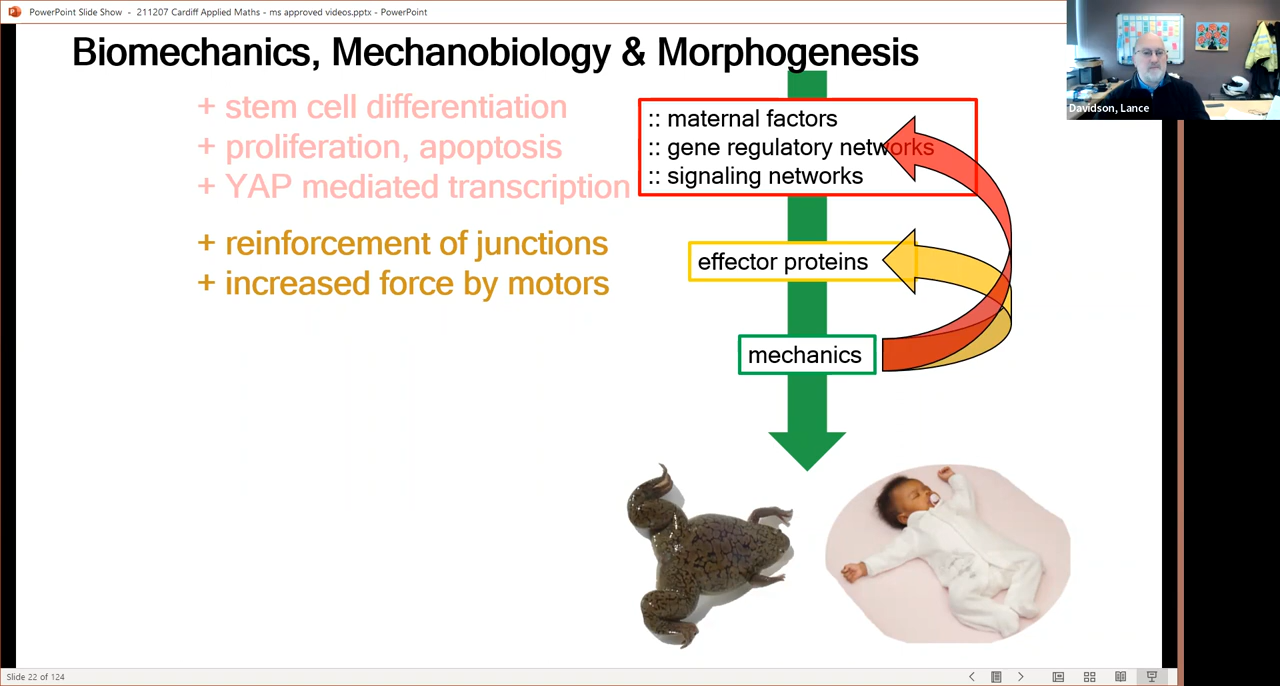 PowerPoint Slide Show - 211207 Cardiff Applied Maths - ms approved videos.pptx - PowerPoint
Biomechanics, Mechanobiology & Morphogenesis
Davidson, Lance
+ stem cell differentiation
+ proliferation, apoptosis
+ YAP mediated transcription
:: maternal factors
:: gene regulatory networks
:: signaling networks
+ reinforcement of junctions
+ increased force by motors
effector proteins
mechanics
Slide 22 of 124